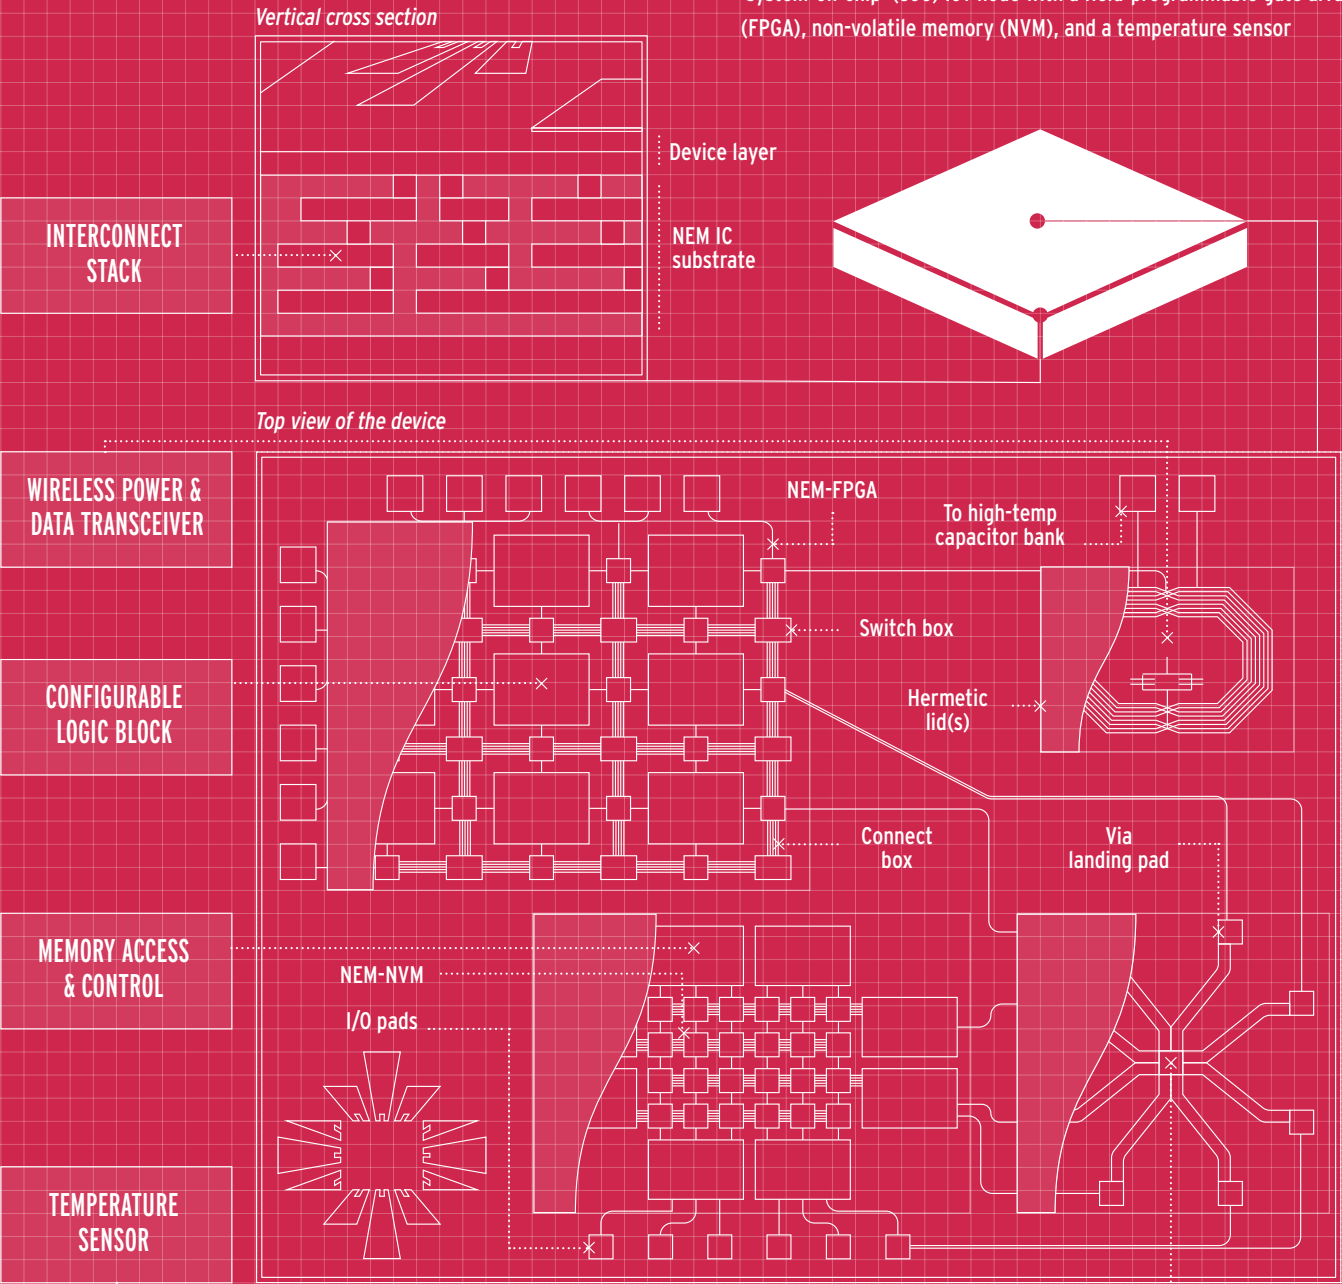 Vertical cross section
(FPGA), non-volatile memory (NVM), and a temperature sensor
Device layer
NEM IC
substrate
INTERCONNECT
STACK
Top view of the device
WIRELESS POWER &
DATA TRANSCEIVER
NEM-FPGA
To high-temp
capacitor bank
Switch box
CONFIGURABLE
LOGIC BLOCK
Hermetic
lid(s)
Connect
box
Via
landing pad
MEMORY ACCESS
& CONTROL
NEM-NVM
I/O pads
TEMPERATURE
SENSOR